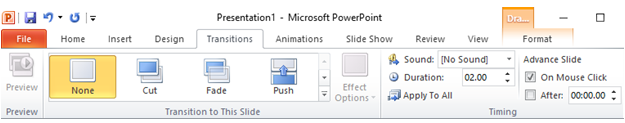 Presentation1 - Microsoft PowerPoint
Dra...
File Home Insert Design Transitions Animations Slide Show Review View Format
Preview
None
Cut
Fade
Push
Effect
Options
Sound: [No Sound]
Duration: 02.00
Apply To All
Advance Slide
On Mouse Click
After: 00:00.00
Preview Transition to This Slide Timing